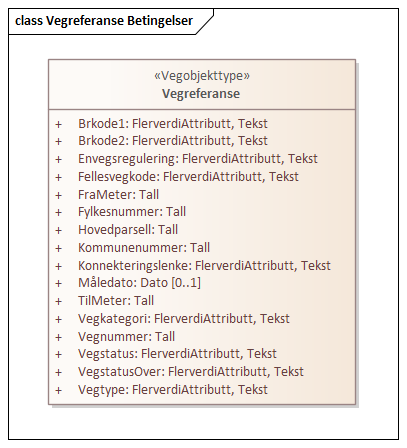 class Vegreferanse Betingelser
«Vegobjekttype»
Vegreferanse
+ Brkode1: FlerverdiAttributt, Tekst
+ Brkode2: FlerverdiAttributt, Tekst
+ Envegsregulering: FlerverdiAttributt, Tekst
+ Fellesvegkode: FlerverdiAttributt, Tekst
+ FraMeter: Tall
+ Fylkesnummer: Tall
+ Hovedparsell: Tall
+ Kommunenummer: Tall
+ Konnekteringslenke: FlerverdiAttributt, Tekst
+ Måledato: Dato [0..1]
+ TilMeter: Tall
+ Vegkategori: FlerverdiAttributt, Tekst
+ Vegnummer: Tall
+ Vegstatus: FlerverdiAttributt, Tekst
+ VegstatusOver: FlerverdiAttributt, Tekst
+ Vegtype: FlerverdiAttributt, Tekst